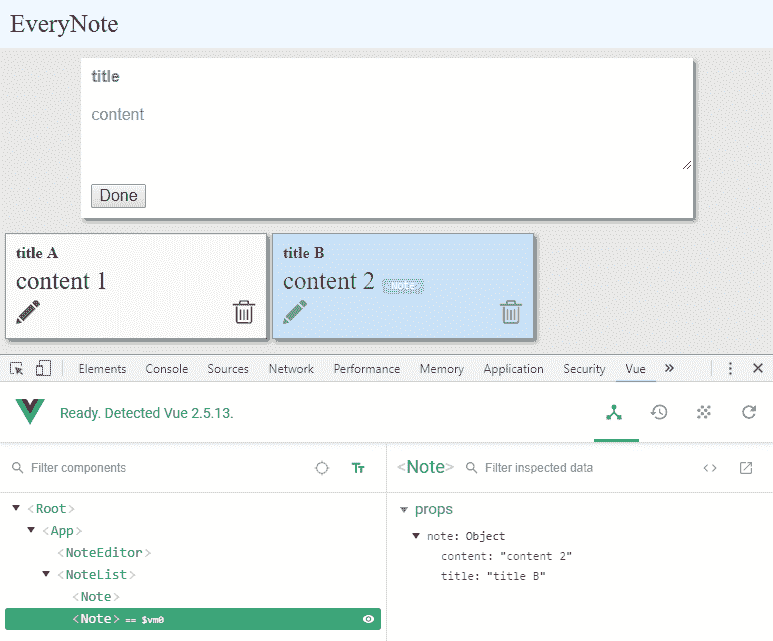 EveryNote
title
content
Done
title A
title B
content 1
content 2 <Note>
Elements Console Sources Network Performance Memory Application Security Vue »
Ready. Detected Vue 2.5.13.
Filter components Tr <Note> Filter inspected data < >
<Root>
props
<App>
note: Object
<NoteEditor>
content: "content 2"
<NoteList>
title: "title B"
<Note>
<Note> == $vm0